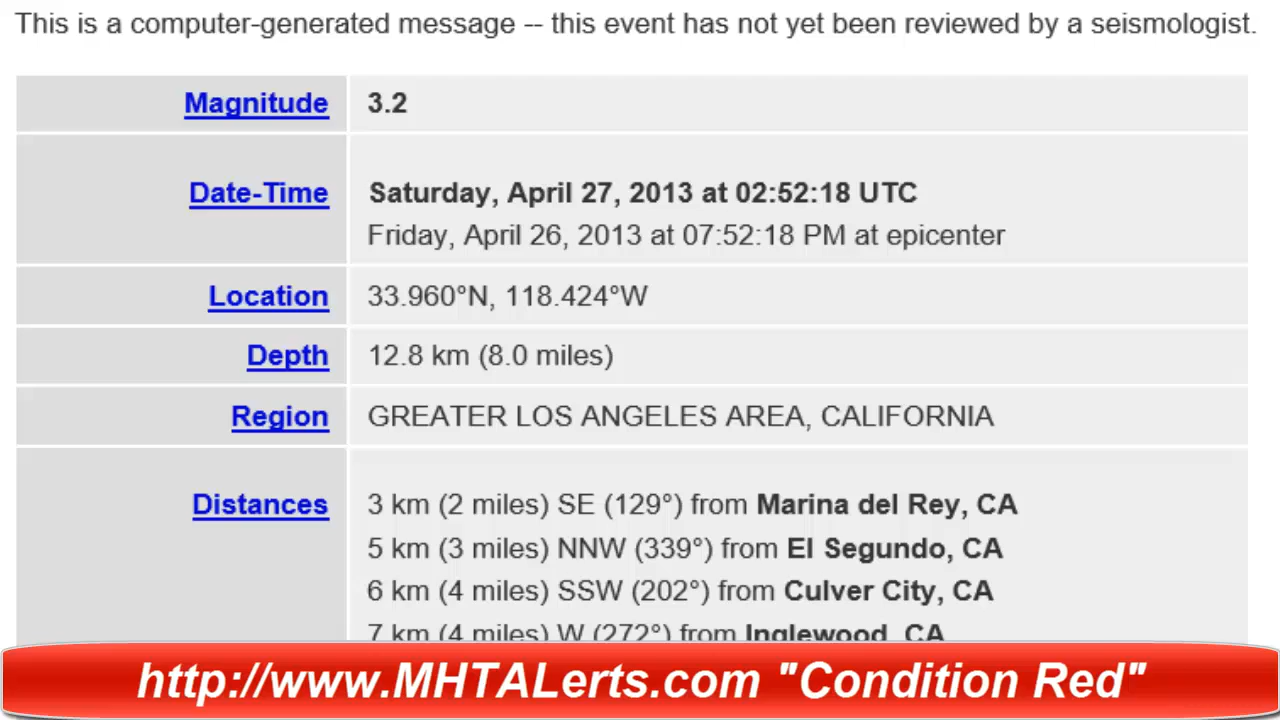 This is a computer-generated message -- this event has not yet been reviewed by a seismologist.
Magnitude 3.2
Date-Time Saturday, April 27, 2013 at 02:52:18 UTC
Friday, April 26, 2013 at 07:52:18 PM at epicenter
Location 33.960°N, 118.424°W
Depth 12.8 km (8.0 miles)
Region GREATER LOS ANGELES AREA, CALIFORNIA
Distances 3 km (2 miles) SE (129°) from Marina del Rey, CA
5 km (3 miles) NNW (339°) from El Segundo, CA
6 km (4 miles) SSW (202°) from Culver City, CA
7 km (4 miles) W (272°) from Inglewood, CA
http://www.MHTALerts.com "Condition Red"